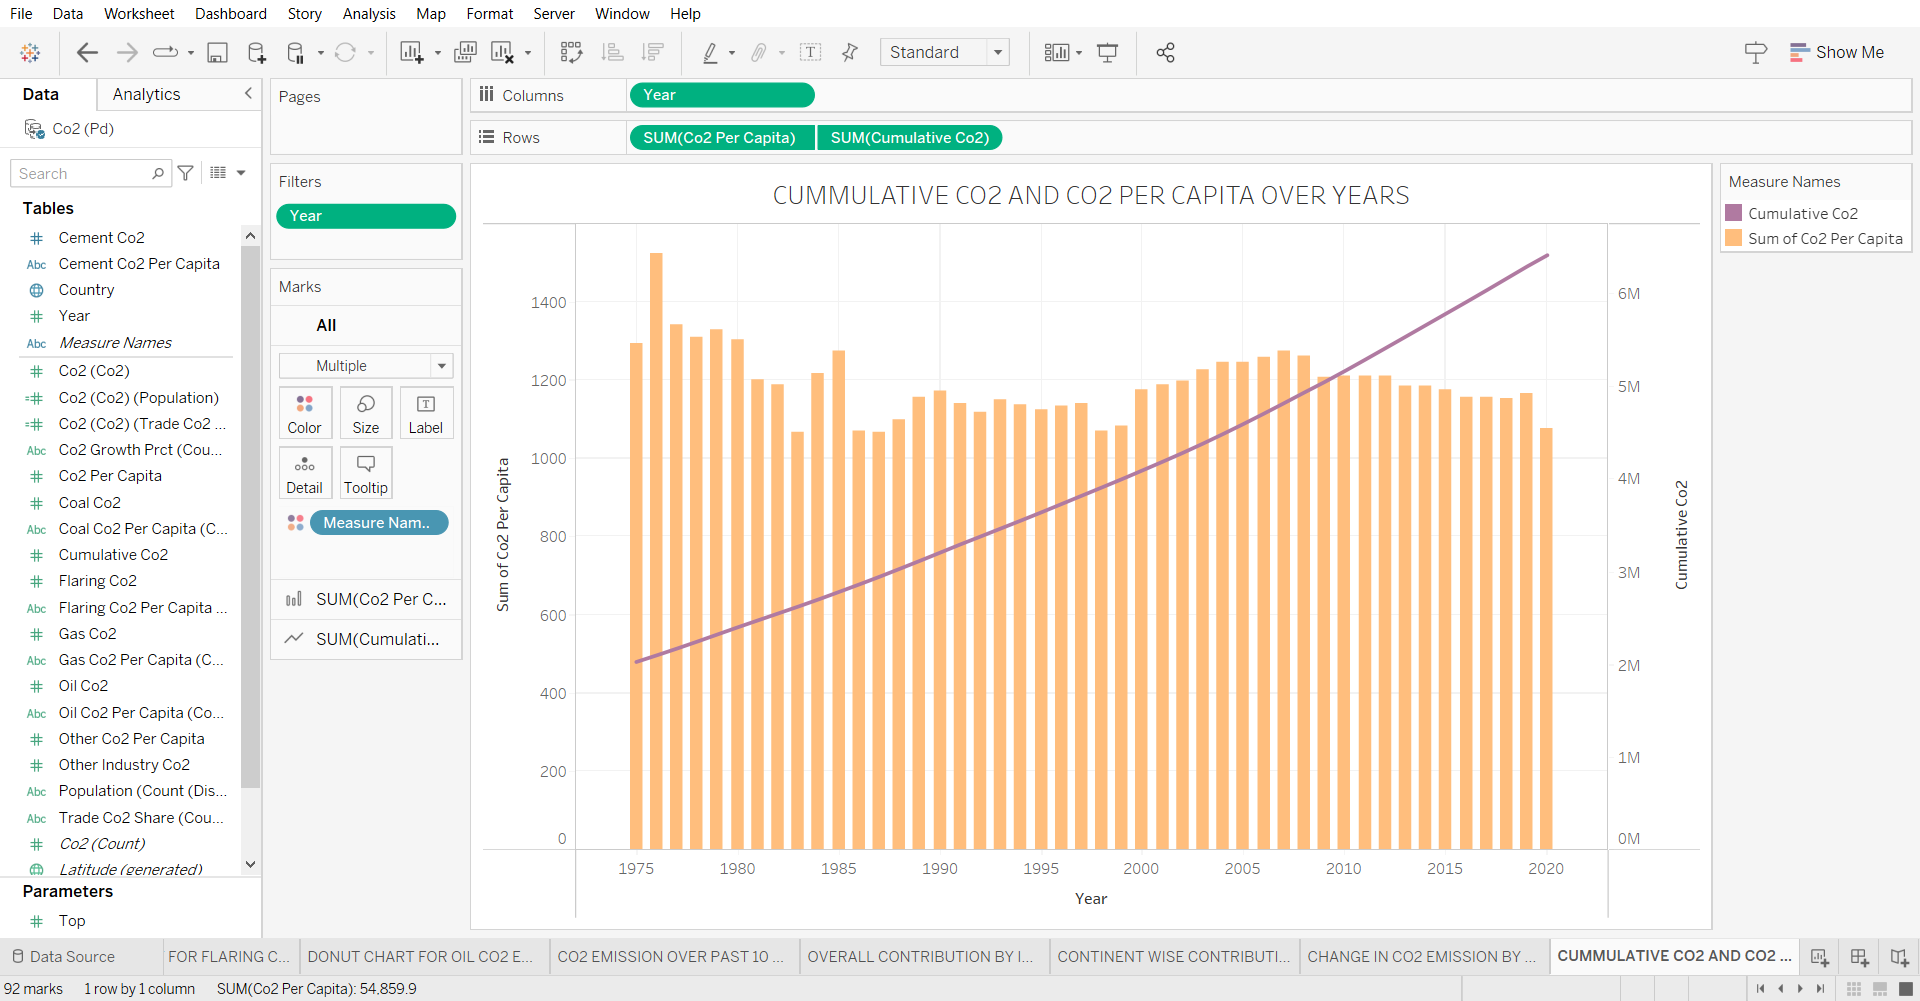 File Data Worksheet Dashboard Story Analysis Map Format Server Window Help
Standard
Show Me
Data Analytics
Co2 (Pd)
Search
Tables
Cement Co2
Abc Cement Co2 Per Capita
Country
Year
Abc Measure Names
Co2 (Co2)
Co2 (Co2) (Population)
Co2 (Co2) (Trade Co2 ...
Abc Co2 Growth Prct (Cou...
Co2 Per Capita
Coal Co2
Abc Coal Co2 Per Capita (C...
Cumulative Co2
Flaring Co2
Abc Flaring Co2 Per Capita ...
Gas Co2
Abc Gas Co2 Per Capita (C...
Oil Co2
Abc Oil Co2 Per Capita (Co...
Other Co2 Per Capita
Other Industry Co2
Abc Population (Count (Dis...
Abc Trade Co2 Share (Cou...
Co2 (Count)
Latitude (generated)
Parameters
Top
Pages
Filters
Year
Marks
All
Multiple
Color Size Label
Detail Tooltip
Measure Nam..
SUM(Co2 Per C...
SUM(Cumulati...
Columns Year
Rows SUM(Co2 Per Capita) SUM(Cumulative Co2)
CUMMULATIVE CO2 AND CO2 PER CAPITA OVER YEARS
Sum of Co2 Per Capita
1400
1200
1000
800
600
400
200
0
6M
5M
4M
3M
2M
1M
0M
Cumulative Co2
1975 1980 1985 1990 1995 2000 2005 2010 2015 2020
Year
Measure Names
Cumulative Co2
Sum of Co2 Per Capita
Data Source FOR FLARING C... DONUT CHART FOR OIL CO2 E... CO2 EMISSION OVER PAST 10 ... OVERALL CONTRIBUTION BY I... CONTINENT WISE CONTRIBUTI... CHANGE IN CO2 EMISSION BY ... CUMMULATIVE CO2 AND CO2 ...
92 marks 1 row by 1 column SUM(Co2 Per Capita): 54,859.9